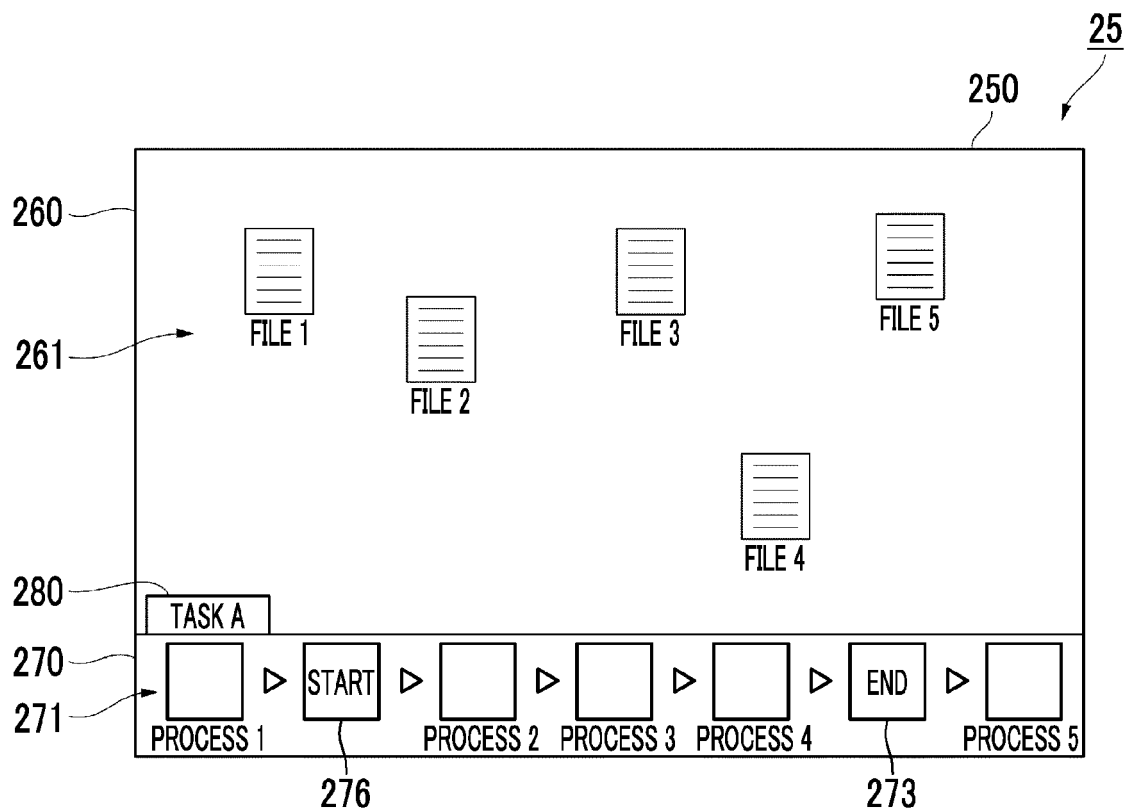 25
250
260
FILE 1
FILE 3
FILE 5
261
FILE 2
FILE 4
280
TASK A
270
START
END
271
PROCESS 1
PROCESS 2
PROCESS 3
PROCESS 4
PROCESS 5
276
273